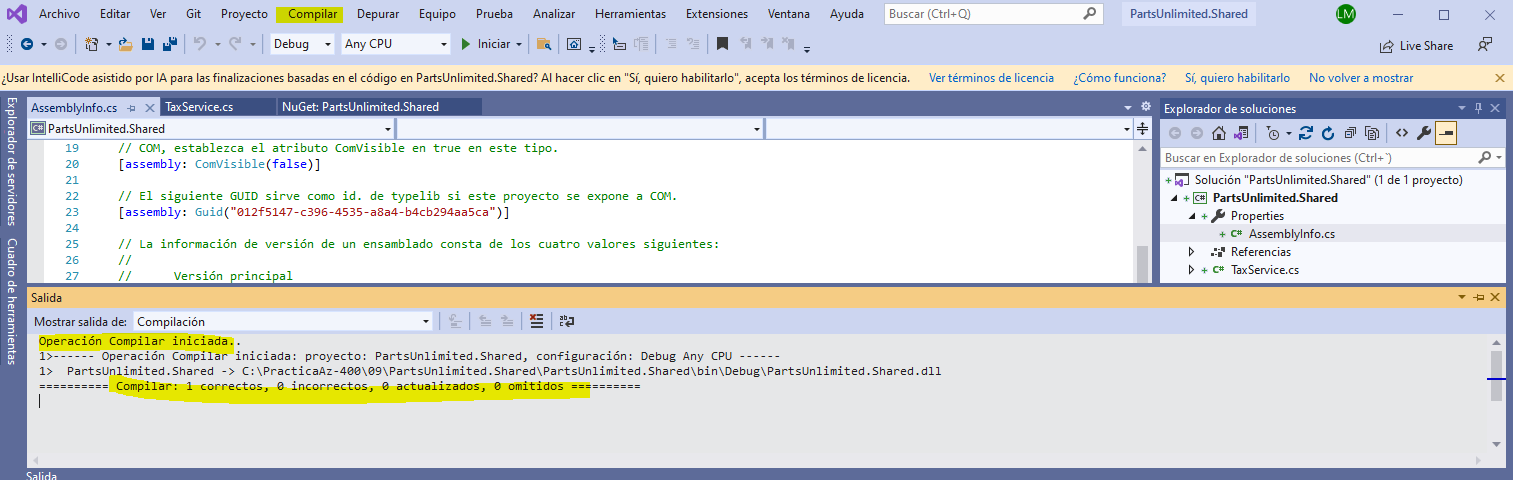 Archivo Editar Ver Git Proyecto Compilar Depurar Equipo Prueba Analizar Herramientas Extensiones Ventana Ayuda Buscar (Ctrl+Q) PartsUnlimited.Shared LM
Debug Any CPU Iniciar Live Share
¿Usar IntelliCode asistido por IA para las finalizaciones basadas en el código en PartsUnlimited.Shared? Al hacer clic en "Sí, quiero habilitarlo", acepta los términos de licencia. Ver términos de licencia ¿Cómo funciona? Sí, quiero habilitarlo No volver a mostrar
Explorador de servidores
Cuadro de herramientas
AssemblyInfo.cs TaxService.cs NuGet: PartsUnlimited.Shared
C# PartsUnlimited.Shared
19 // COM, establezca el atributo ComVisible en true en este tipo.
20 [assembly: ComVisible(false)]
21
22 // El siguiente GUID sirve como id. de typelib si este proyecto se expone a COM.
23 [assembly: Guid("012f5147-c396-4535-a8a4-b4cb294aa5ca")]
24
25 // La información de versión de un ensamblado consta de los cuatro valores siguientes:
26 //
27 // Versión principal
Explorador de soluciones
Buscar en Explorador de soluciones (Ctrl+`)
Solución "PartsUnlimited.Shared" (1 de 1 proyecto)
C# PartsUnlimited.Shared
Properties
C# AssemblyInfo.cs
Referencias
C# TaxService.cs
Salida
Mostrar salida de: Compilación
Operación Compilar iniciada..
1>------ Operación Compilar iniciada: proyecto: PartsUnlimited.Shared, configuración: Debug Any CPU ------
1> PartsUnlimited.Shared -> C:\PracticaAz-400\09\PartsUnlimited.Shared\PartsUnlimited.Shared\bin\Debug\PartsUnlimited.Shared.dll
========== Compilar: 1 correctos, 0 incorrectos, 0 actualizados, 0 omitidos ==========
Salida